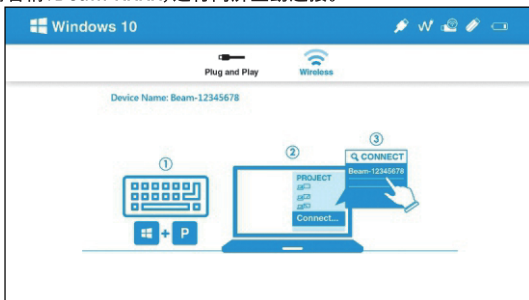 Windows 10
Plug and Play
Wireless
Device Name: Beam-12345678
①
②
③
CONNECT
Beam-12345678
PROJECT
Connect...
+ P